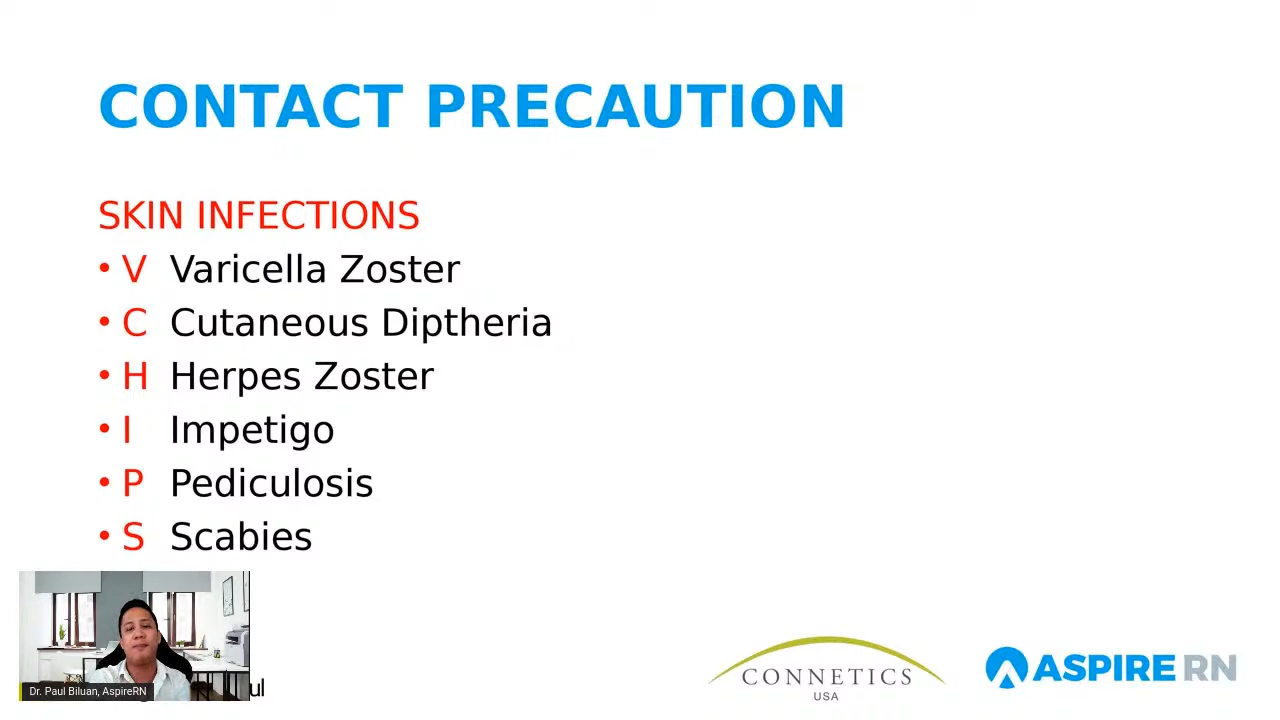 CONTACT PRECAUTION
SKIN INFECTIONS
• V Varicella Zoster
• C Cutaneous Diptheria
• H Herpes Zoster
• I Impetigo
• P Pediculosis
• S Scabies
Dr. Paul Biluan, AspireRN
CONNETICS
USA
ASPIRE RN